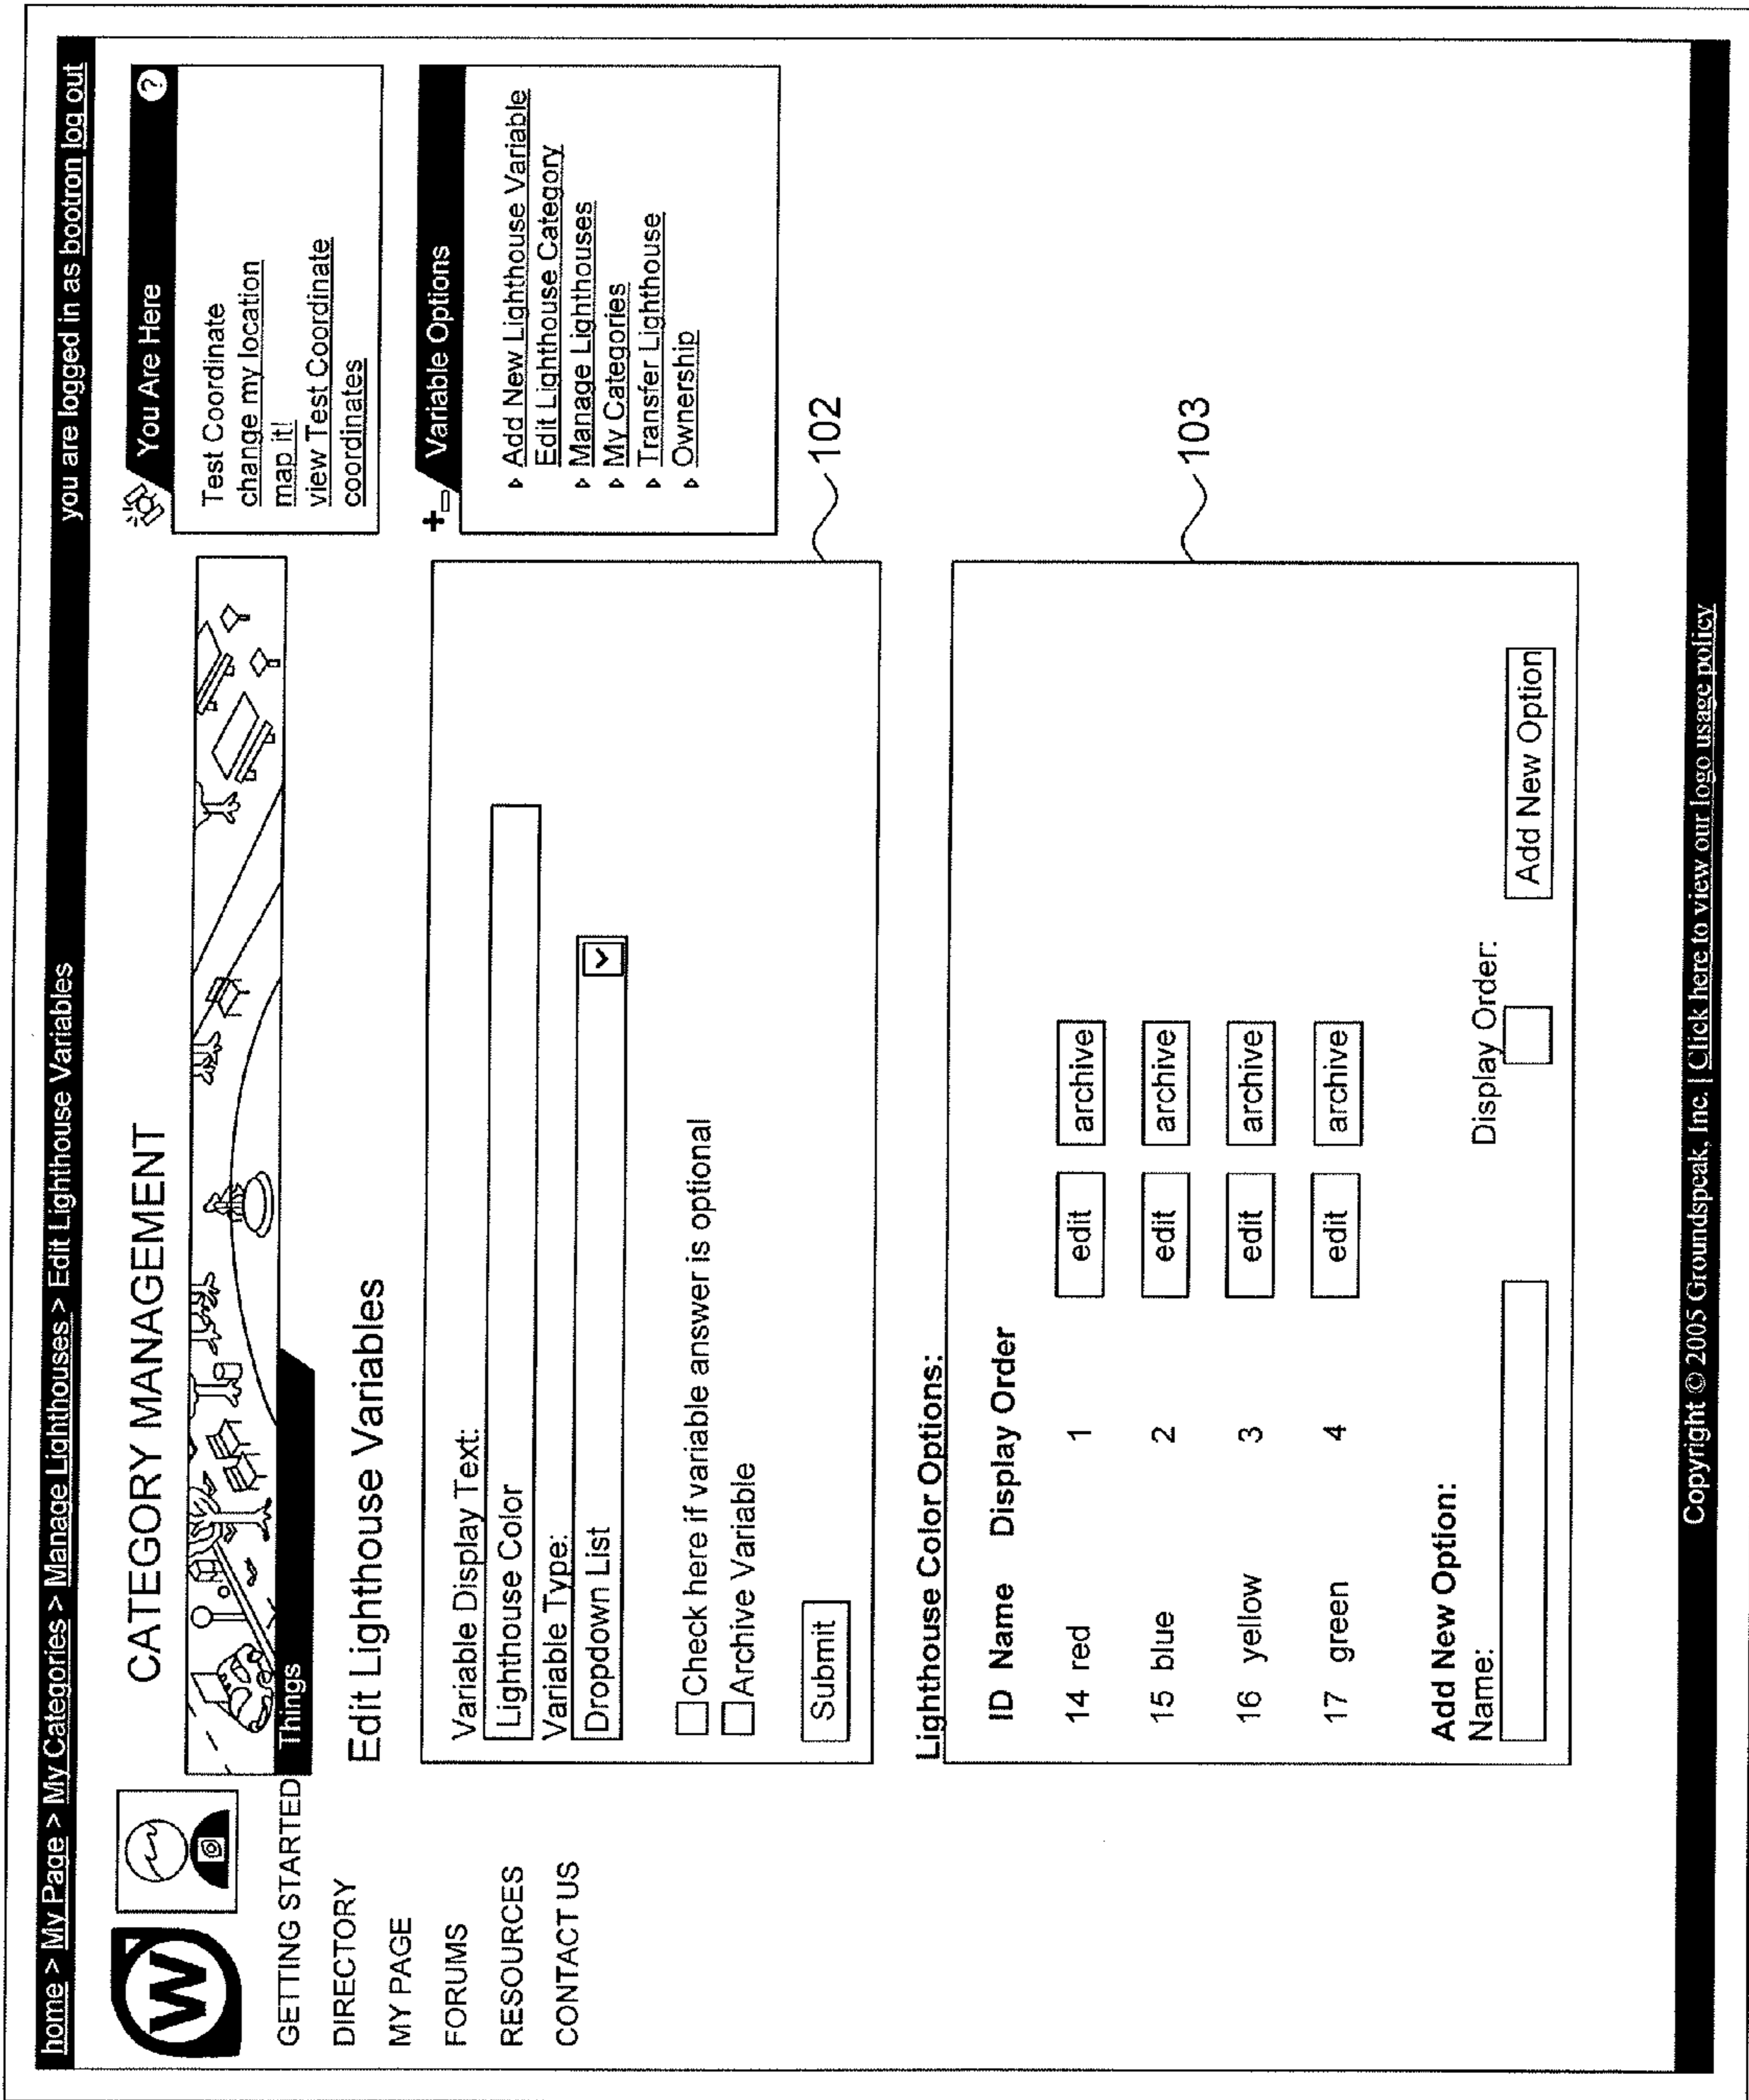 home > My Page > My Categories > Manage Lighthouses > Edit Lighthouse Variables
you are logged in as bootron log out
W
CATEGORY MANAGEMENT
Things
GETTING STARTED
DIRECTORY
MY PAGE
FORUMS
RESOURCES
CONTACT US
You Are Here ?
Test Coordinate
change my location
map it!
view Test Coordinate
coordinates
Edit Lighthouse Variables
Variable Display Text:
Lighthouse Color
Variable Type:
Dropdown List
Check here if variable answer is optional
Archive Variable
Submit
+- Variable Options
Add New Lighthouse Variable
Edit Lighthouse Category
Manage Lighthouses
My Categories
Transfer Lighthouse
Ownership
102
Lighthouse Color Options:
103
ID Name Display Order
14 red 1 edit archive
15 blue 2 edit archive
16 yellow 3 edit archive
17 green 4 edit archive
Add New Option:
Name: Display Order:
Add New Option
Copyright © 2005 Groundspeak, Inc. | Click here to view our logo usage policy